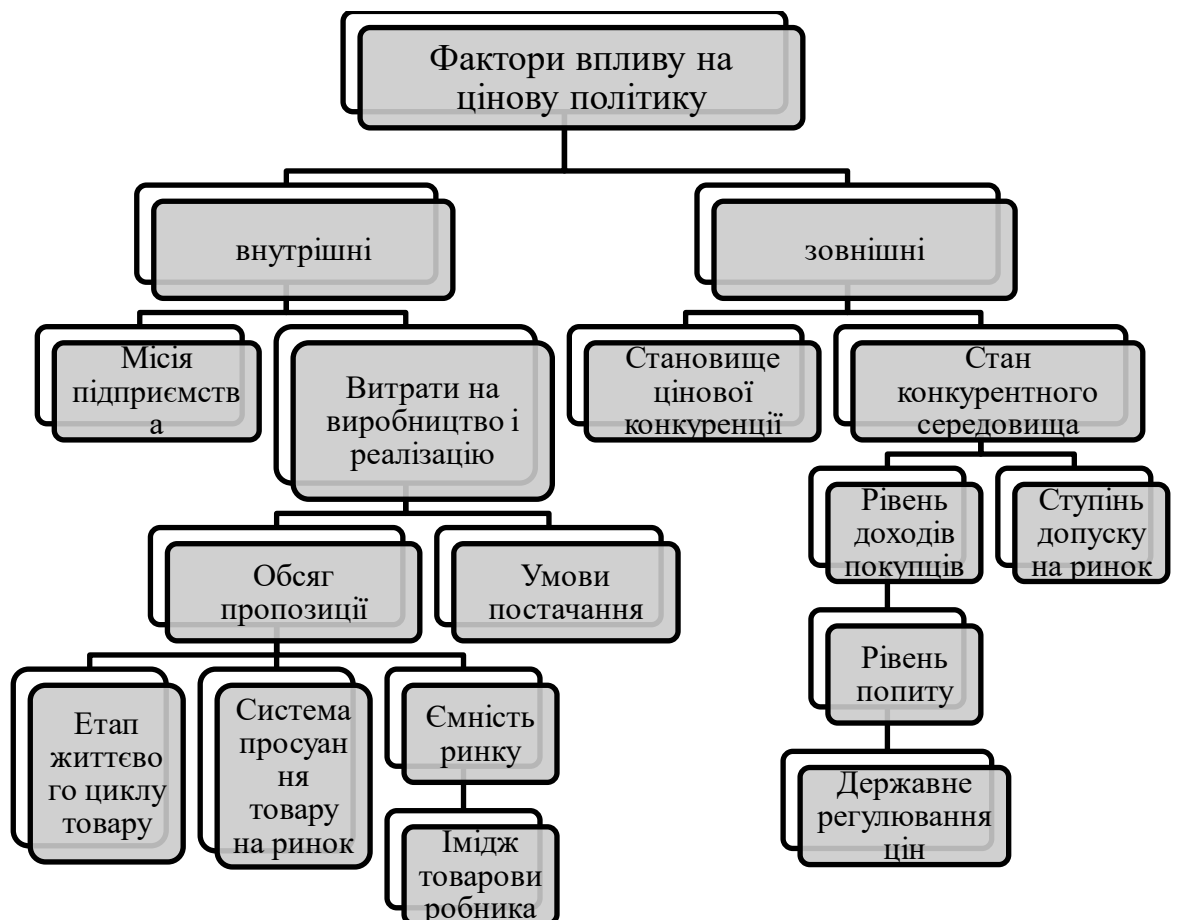 Фактори впливу на
цінову політику
внутрішні
зовнішні
Місія
підприємств
а
Витрати на
виробництво і
реалізацію
Становище
цінової
конкуренції
Стан
конкурентного
середовища
Обсяг
пропозиції
Умови
постачання
Рівень
доходів
покупців
Ступінь
допуску
на ринок
Етап
життєво
го циклу
товару
Система
просуан
ня
товару
на ринок
Ємність
ринку
Рівень
попиту
Імідж
товарови
робника
Державне
регулювання
цін